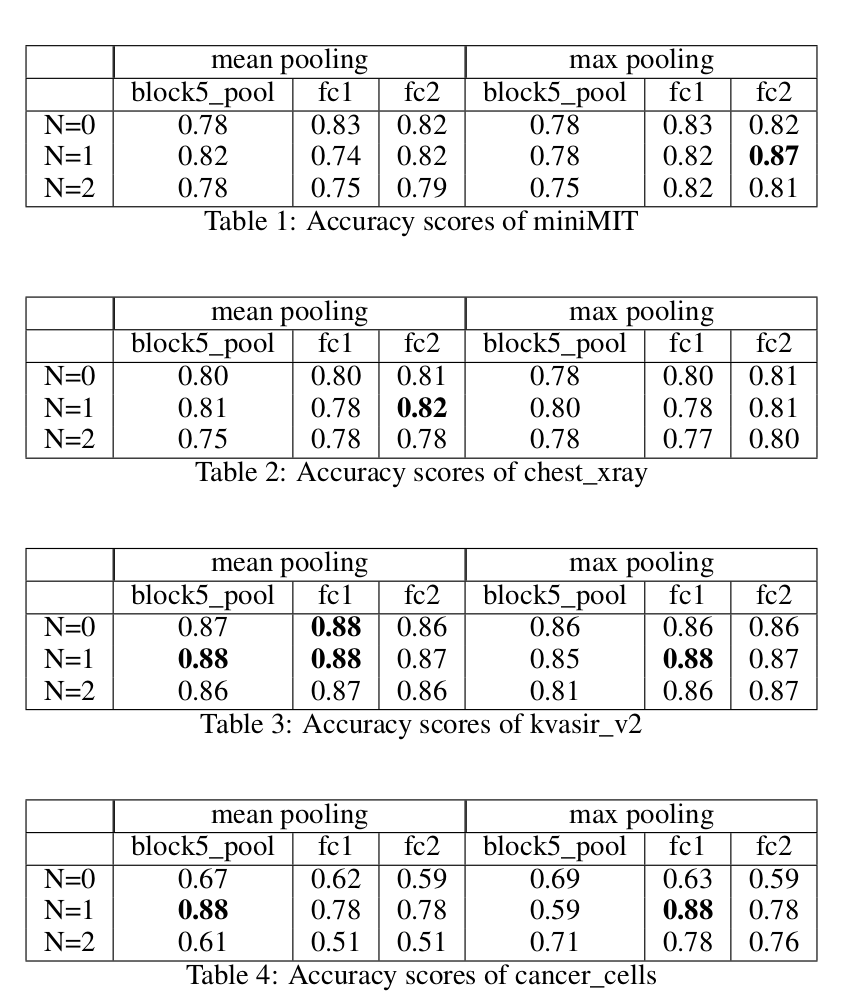 mean pooling max pooling
block5_pool fc1 fc2 block5_pool fc1 fc2
N=0 0.78 0.83 0.82 0.78 0.83 0.82
N=1 0.82 0.74 0.82 0.78 0.82 0.87
N=2 0.78 0.75 0.79 0.75 0.82 0.81
Table 1: Accuracy scores of miniMIT
mean pooling max pooling
block5_pool fc1 fc2 block5_pool fc1 fc2
N=0 0.80 0.80 0.81 0.78 0.80 0.81
N=1 0.81 0.78 0.82 0.80 0.78 0.81
N=2 0.75 0.78 0.78 0.78 0.77 0.80
Table 2: Accuracy scores of chest_xray
mean pooling max pooling
block5_pool fc1 fc2 block5_pool fc1 fc2
N=0 0.87 0.88 0.86 0.86 0.86 0.86
N=1 0.88 0.88 0.87 0.85 0.88 0.87
N=2 0.86 0.87 0.86 0.81 0.86 0.87
Table 3: Accuracy scores of kvasir_v2
mean pooling max pooling
block5_pool fc1 fc2 block5_pool fc1 fc2
N=0 0.67 0.62 0.59 0.69 0.63 0.59
N=1 0.88 0.78 0.78 0.59 0.88 0.78
N=2 0.61 0.51 0.51 0.71 0.78 0.76
Table 4: Accuracy scores of cancer_cells